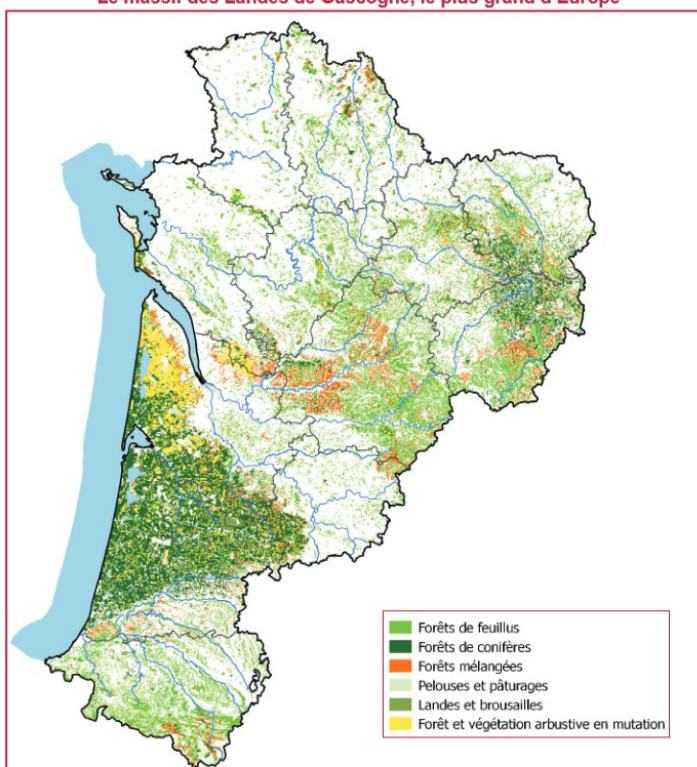 Le massif des Landes de Gascogne, le plus grand d'Europe
Forêts de feuillus
Forêts de conifères
Forêts mélangées
Pelouses et pâturages
Landes et brousailles
Forêt et végétation arbustive en mutation